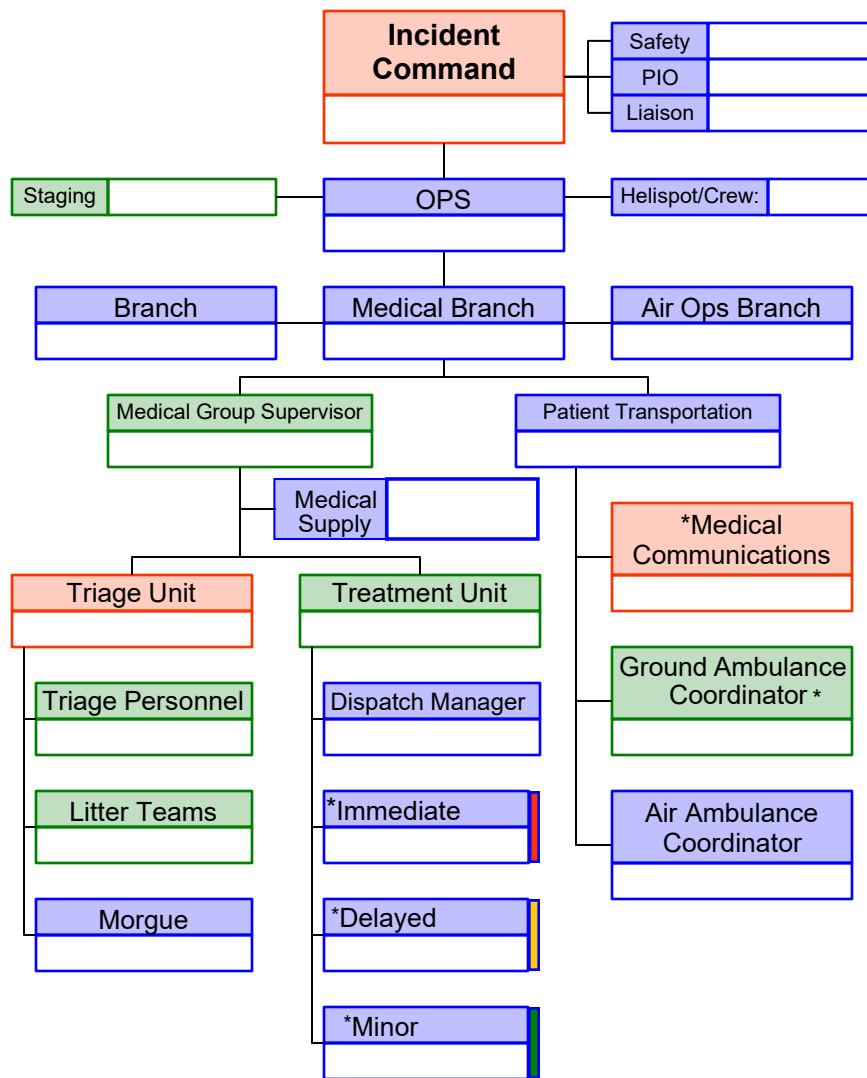 Incident
Command
Safety
PIO
Liaison
Staging
OPS
Helispot/Crew:
Branch
Medical Branch
Air Ops Branch
Medical Group Supervisor
Patient Transportation
Medical
Supply
*Medical
Communications
Triage Unit
Treatment Unit
Ground Ambulance
Coordinator *
Triage Personnel
Dispatch Manager
Litter Teams
*Immediate
Air Ambulance
Coordinator
Morgue
*Delayed
*Minor